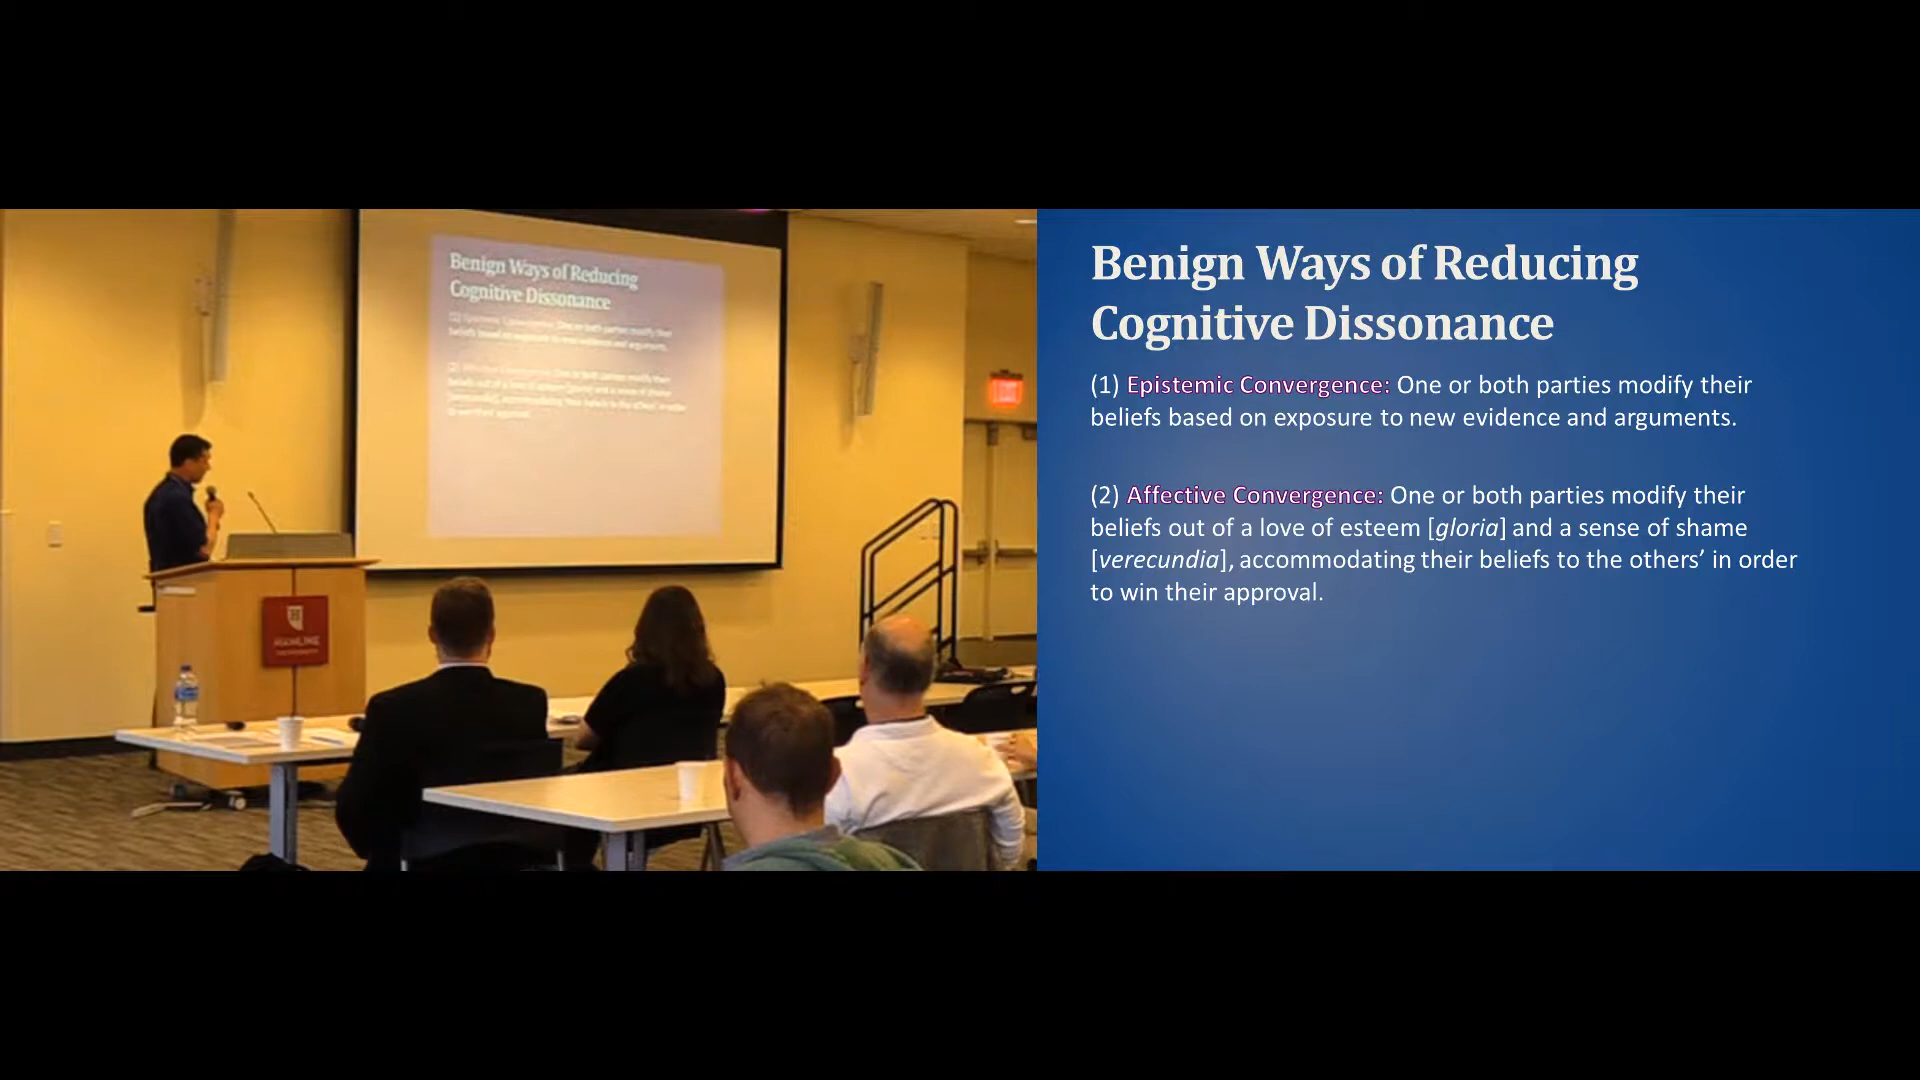 Benign Ways of Reducing
Cognitive Dissonance
HAMLINE
EXIT
Benign Ways of Reducing
Cognitive Dissonance
(1) Epistemic Convergence: One or both parties modify their
beliefs based on exposure to new evidence and arguments.
(2) Affective Convergence: One or both parties modify their
beliefs out of a love of esteem [gloria] and a sense of shame
[verecundia], accommodating their beliefs to the others’ in order
to win their approval.